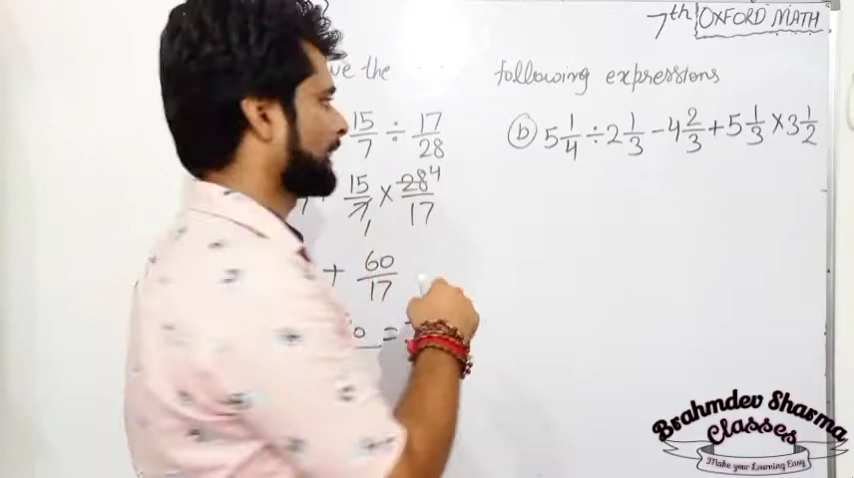 7th OXFORD MATH
the following expressions
15/7 ÷ 17/28
15/7 1 × 28 4/17
+ 60/17
=
(b) 5 1/4 ÷ 2 1/3 - 4 2/3 + 5 1/3 × 3 1/2
Brahmdev Sharma
Classes
Make your Learning Easy